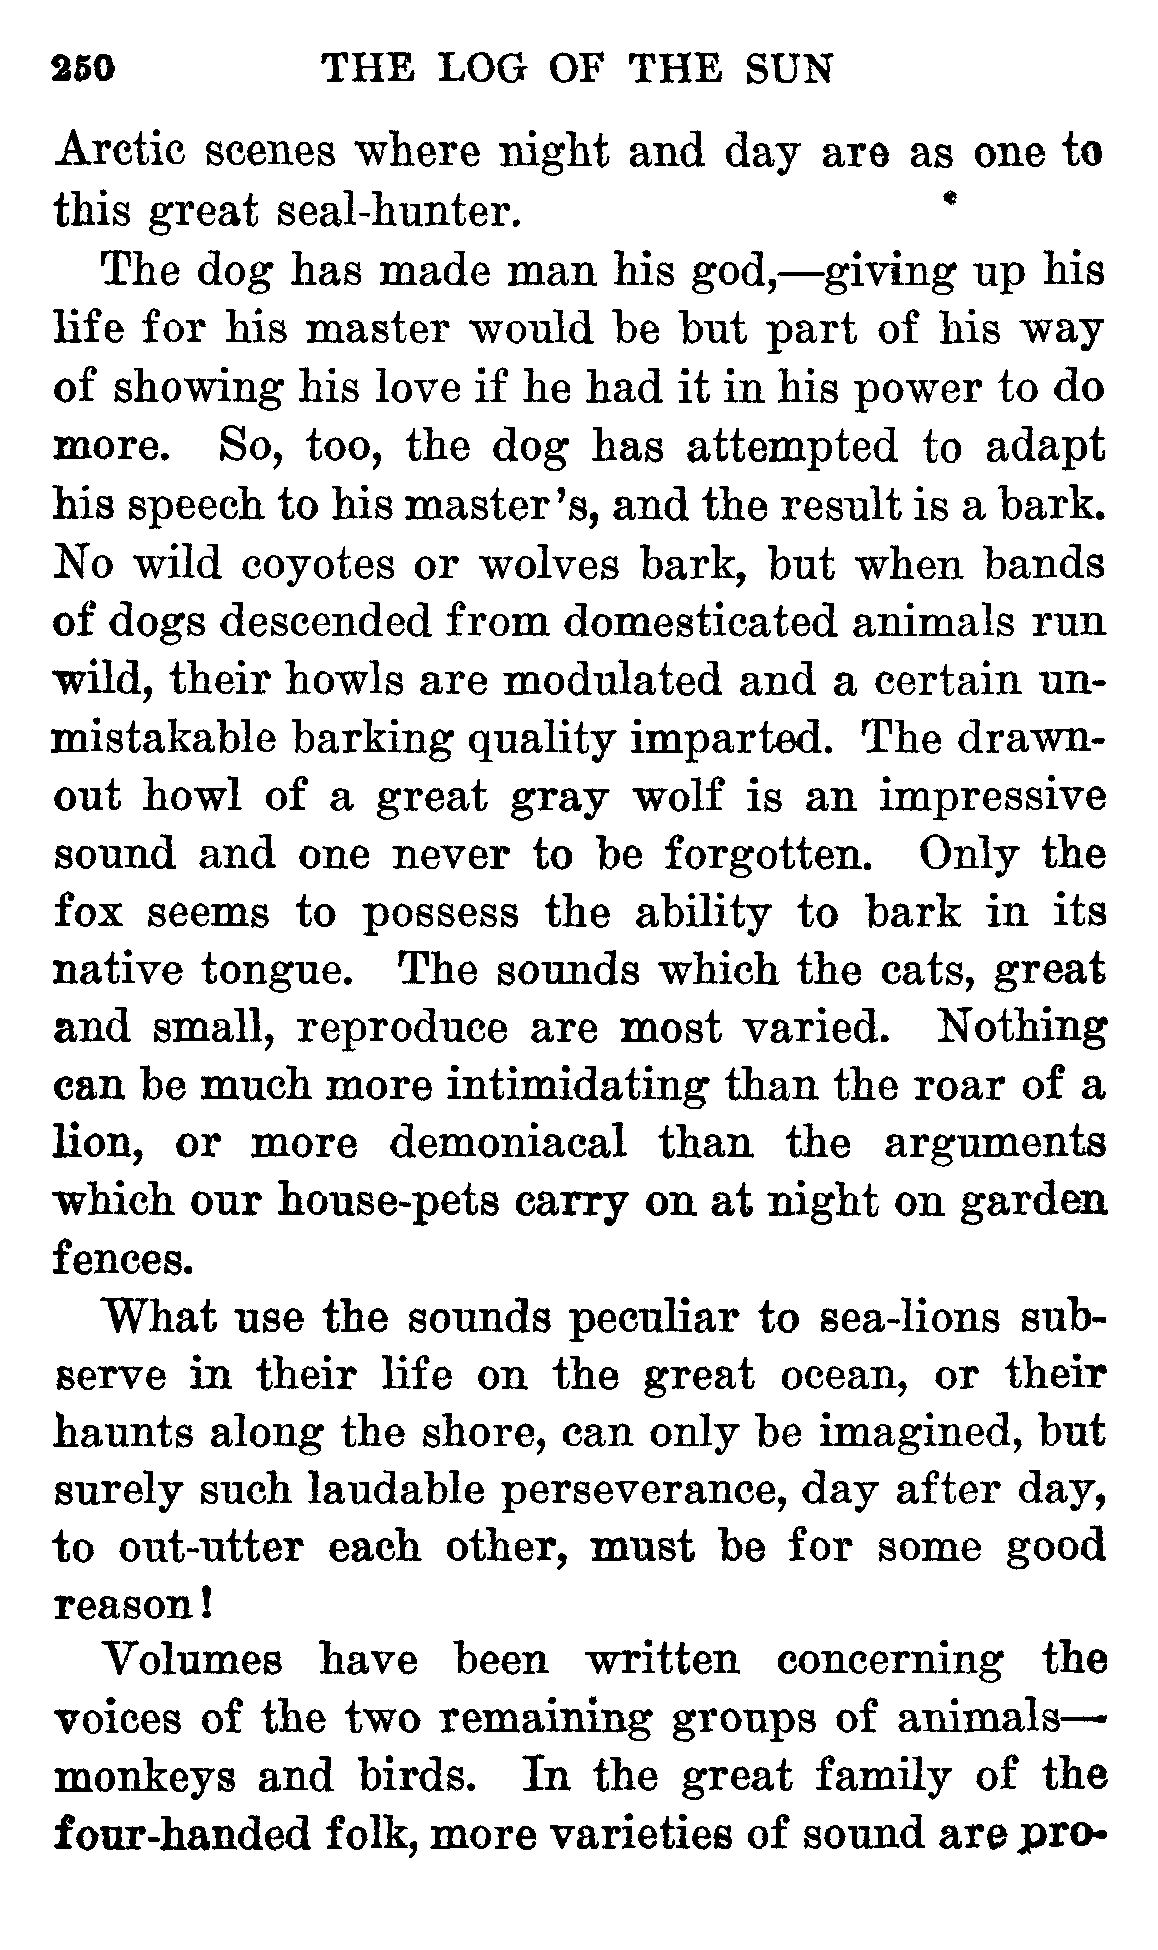 250 THE LOG OF THE SUN
Arctic scenes where night and day are as one to
this great seal-hunter.
The dog has made man his god,—giving up his
life for his master would be but part of his way
of showing his love if he had it in his power to do
more. So, too, the dog has attempted to adapt
his speech to his master's, and the result is a bark.
No wild coyotes or wolves bark, but when bands
of dogs descended from domesticated animals run
wild, their howls are modulated and a certain un-
mistakable barking quality imparted. The drawn-
out howl of a great gray wolf is an impressive
sound and one never to be forgotten. Only the
fox seems to possess the ability to bark in its
native tongue. The sounds which the cats, great
and small, reproduce are most varied. Nothing
can be much more intimidating than the roar of a
lion, or more demoniacal than the arguments
which our house-pets carry on at night on garden
fences.
What use the sounds peculiar to sea-lions sub-
serve in their life on the great ocean, or their
haunts along the shore, can only be imagined, but
surely such laudable perseverance, day after day,
to out-utter each other, must be for some good
reason!
Volumes have been written concerning the
voices of the two remaining groups of animals—
monkeys and birds. In the great family of the
four-handed folk, more varieties of sound are pro-